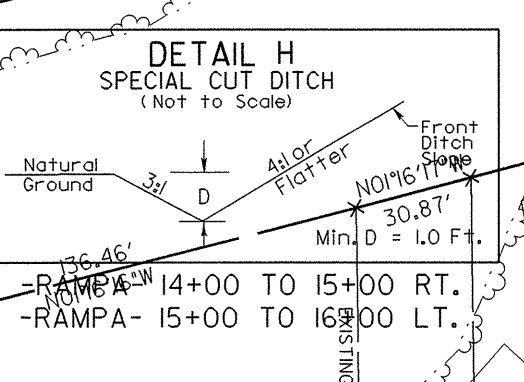 DETAIL H
SPECIAL CUT DITCH
(Not to Scale)
Natural
Ground
3:1
D
4:1 or
Flatter
Front
Ditch
Slope
N01°16'17"W
30.87'
Min. D = 1.0 Ft.
136.46'
-RAMPA- 14+00 TO 15+00 RT.
-RAMPA- 15+00 TO 16+00 LT.
EXISTING